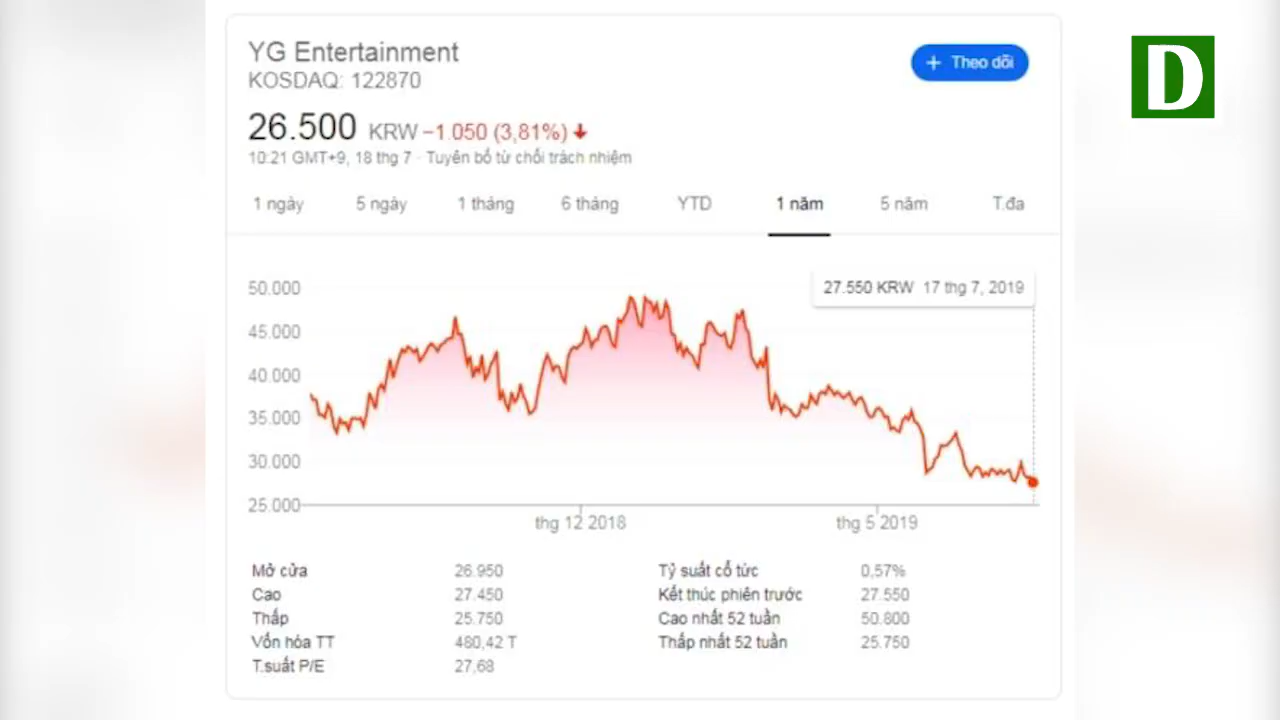 YG Entertainment
KOSDAQ: 122870
+ Theo dõi
D
26.500 KRW −1.050 (3,81%)
10:21 GMT+9, 18 thg 7 · Tuyên bố từ chối trách nhiệm
1 ngày 5 ngày 1 tháng 6 tháng YTD 1 năm 5 năm T.đa
27.550 KRW 17 thg 7, 2019
50.000
45.000
40.000
35.000
30.000
25.000
thg 12 2018 thg 5 2019
Mở cửa 26.950 Tỷ suất cổ tức 0,57%
Cao 27.450 Kết thúc phiên trước 27.550
Thấp 25.750 Cao nhất 52 tuần 50.800
Vốn hóa TT 480,42 T Thấp nhất 52 tuần 25.750
T.suất P/E 27,68